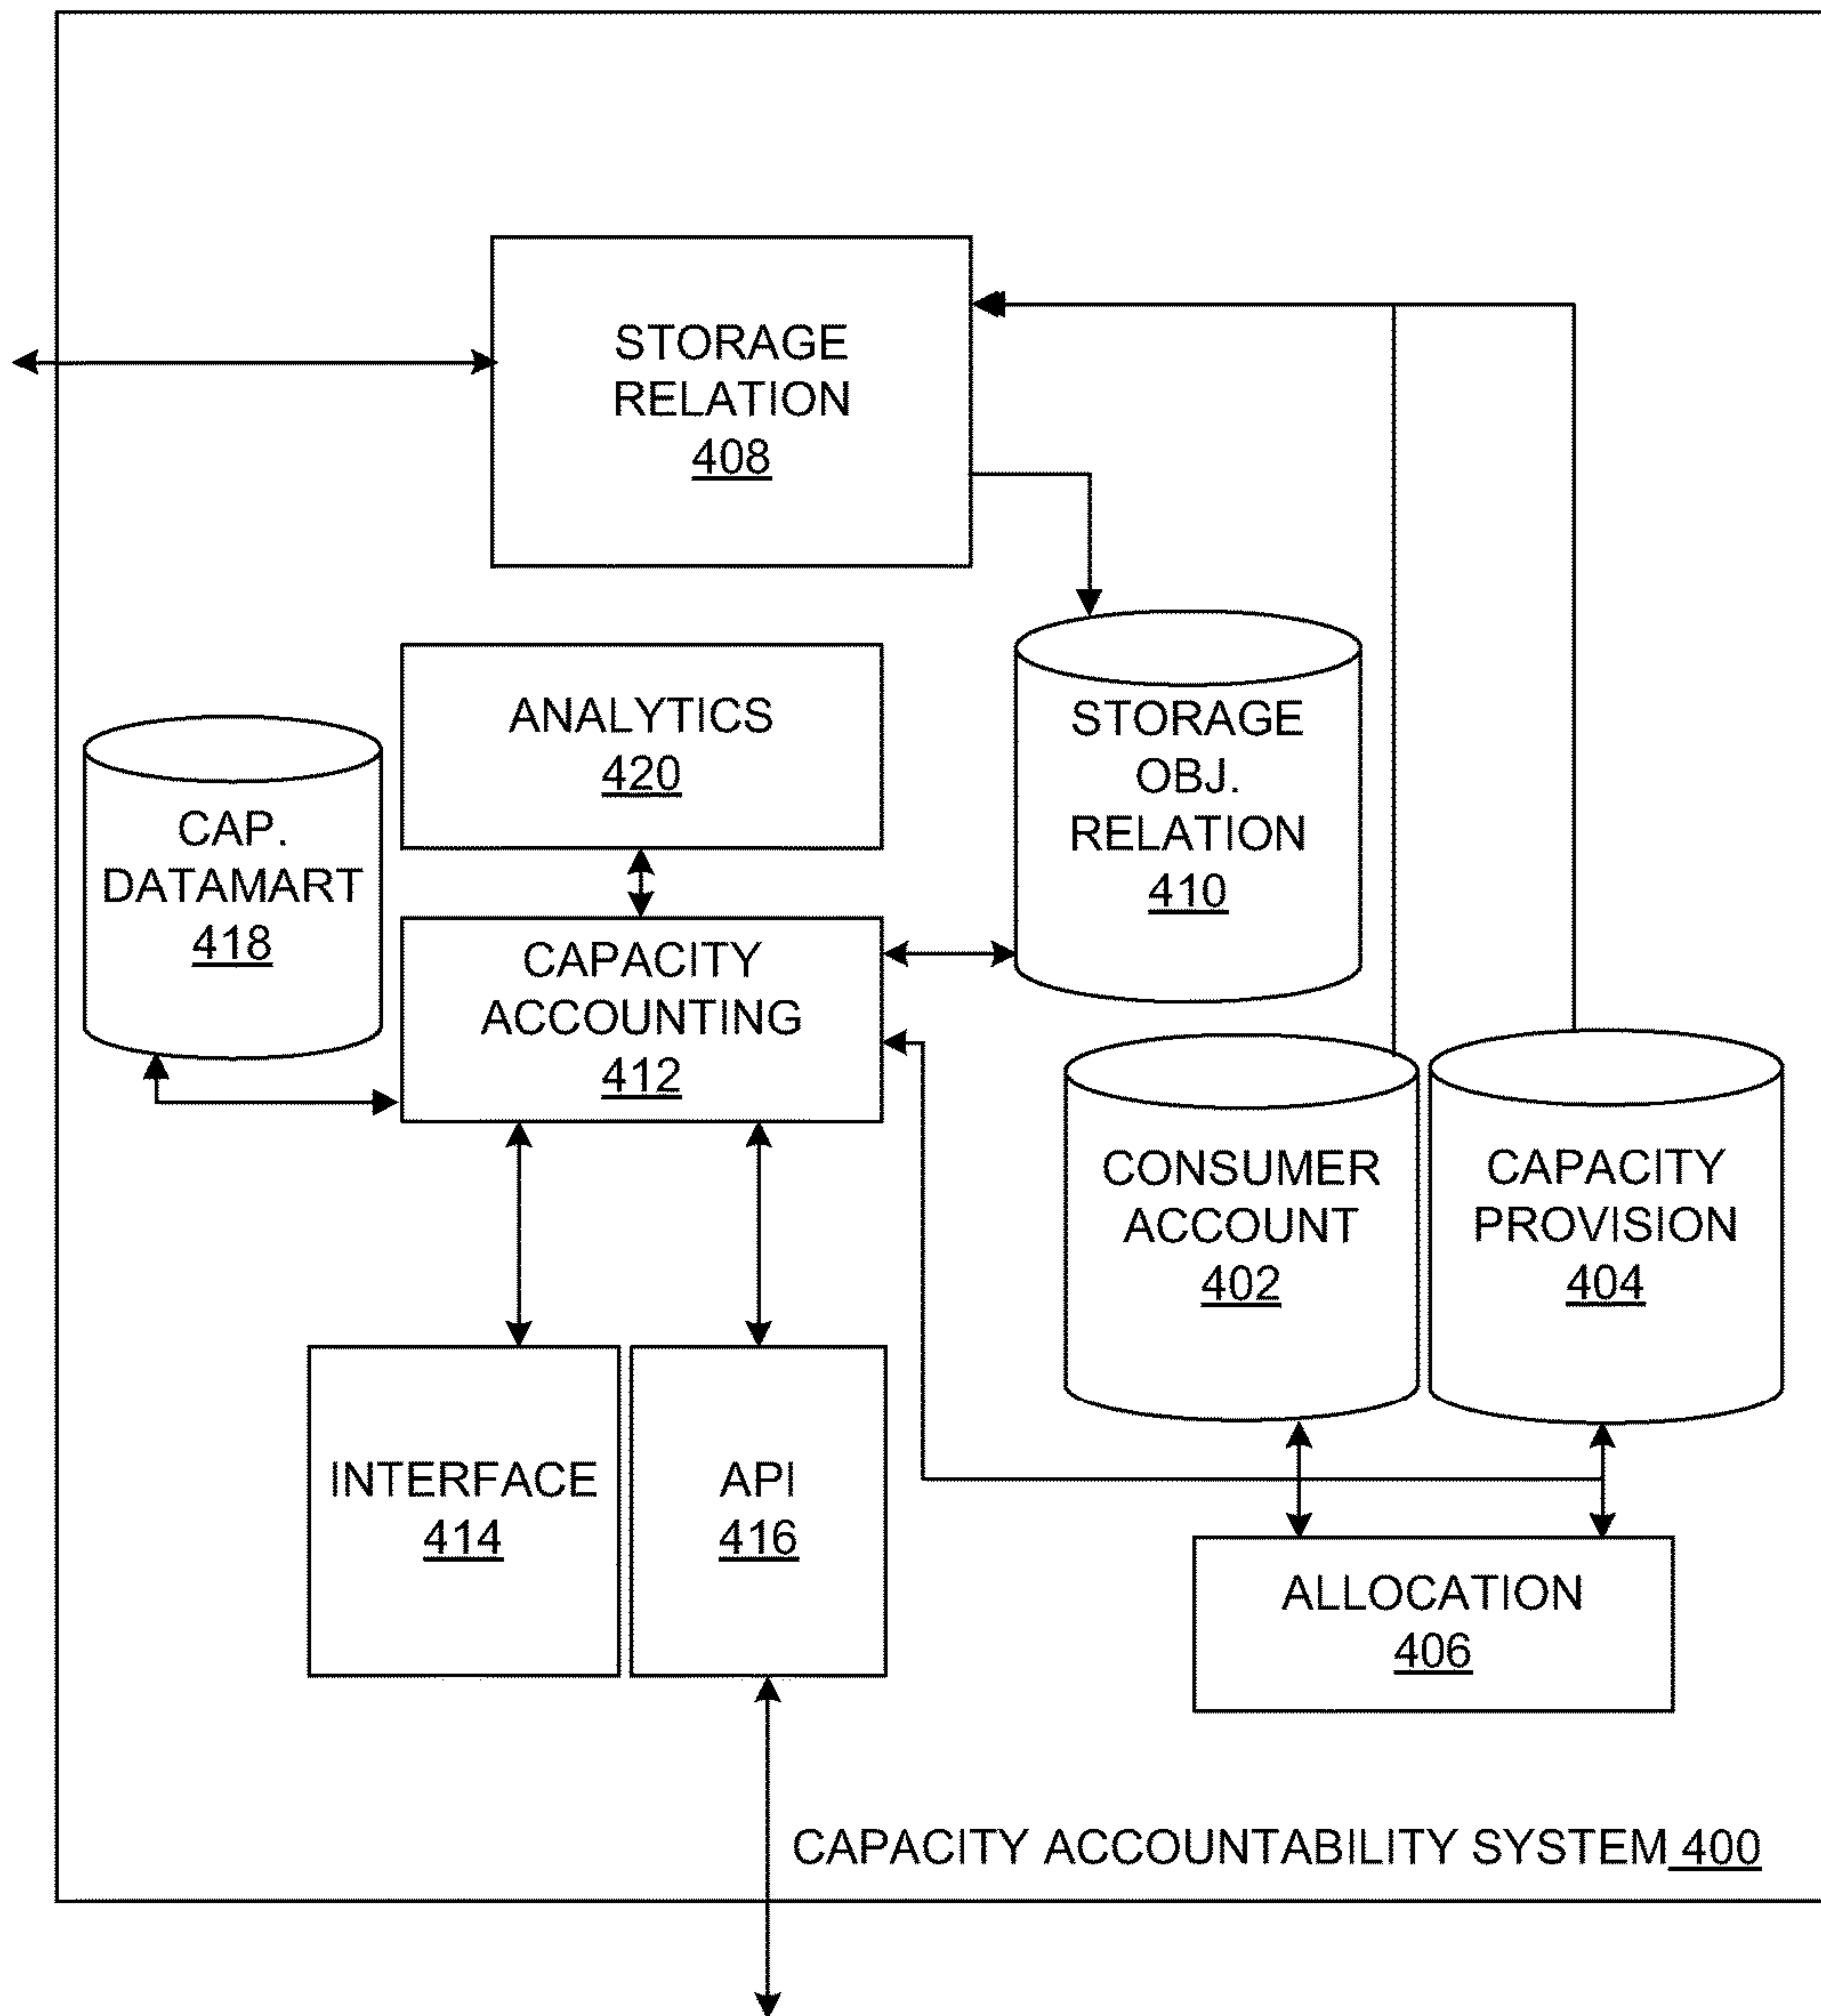 STORAGE
RELATION
408
ANALYTICS
420
STORAGE
OBJ.
RELATION
410
CAP.
DATAMART
418
CAPACITY
ACCOUNTING
412
CONSUMER
ACCOUNT
402
CAPACITY
PROVISION
404
INTERFACE
414
API
416
ALLOCATION
406
CAPACITY ACCOUNTABILITY SYSTEM 400